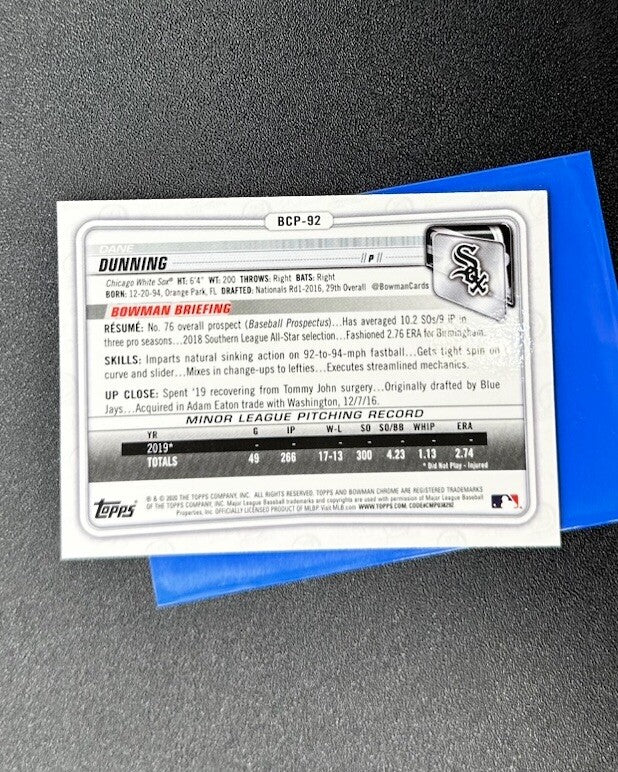 BCP-92
DANE
DUNNING
//P//
Chicago White Sox® HT: 6'4" WT: 200 THROWS: Right BATS: Right
BORN: 12-20-94, Orange Park, FL DRAFTED: Nationals Rd1-2016, 29th Overall @BowmanCards
Sox
BOWMAN BRIEFING
RÉSUMÉ: No. 76 overall prospect (Baseball Prospectus)...Has averaged 10.2 SOs/9 IP in
three pro seasons...2018 Southern League All-Star selection...Fashioned 2.76 ERA for Birmingham.
SKILLS: Imparts natural sinking action on 92-to-94-mph fastball...Gets tight spin on
curve and slider...Mixes in change-ups to lefties...Executes streamlined mechanics.
UP CLOSE: Spent '19 recovering from Tommy John surgery...Originally drafted by Blue
Jays...Acquired in Adam Eaton trade with Washington, 12/7/16.
MINOR LEAGUE PITCHING RECORD
YR G IP W-L SO SO/BB WHIP ERA
2019*
TOTALS 49 266 17-13 300 4.23 1.13 2.74
* Did Not Play - Injured
Topps
® & © 2020 THE TOPPS COMPANY, INC. ALL RIGHTS RESERVED. TOPPS AND BOWMAN CHROME ARE REGISTERED TRADEMARKS
OF THE TOPPS COMPANY, INC. Major League Baseball trademarks and copyrights are used with permission of Major League Baseball
Properties, Inc. OFFICIALLY LICENSED PRODUCT OF MLBP. Visit MLB.com WWW.TOPPS.COM. CODE#CMP038292